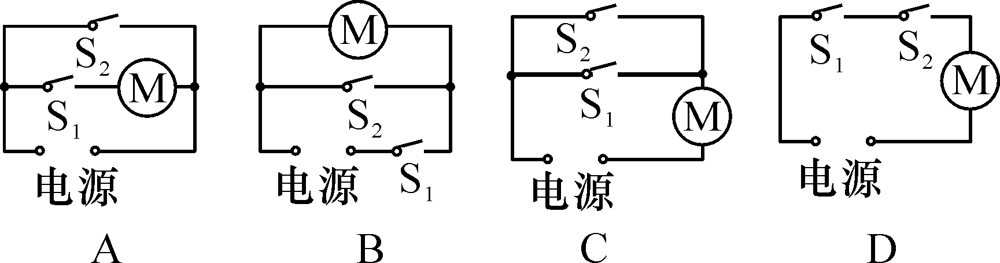 S₂ M S₁ 电源
M S₂ 电源 S₁
S₂ S₁ M 电源
S₁ S₂ M 电源
A B C D